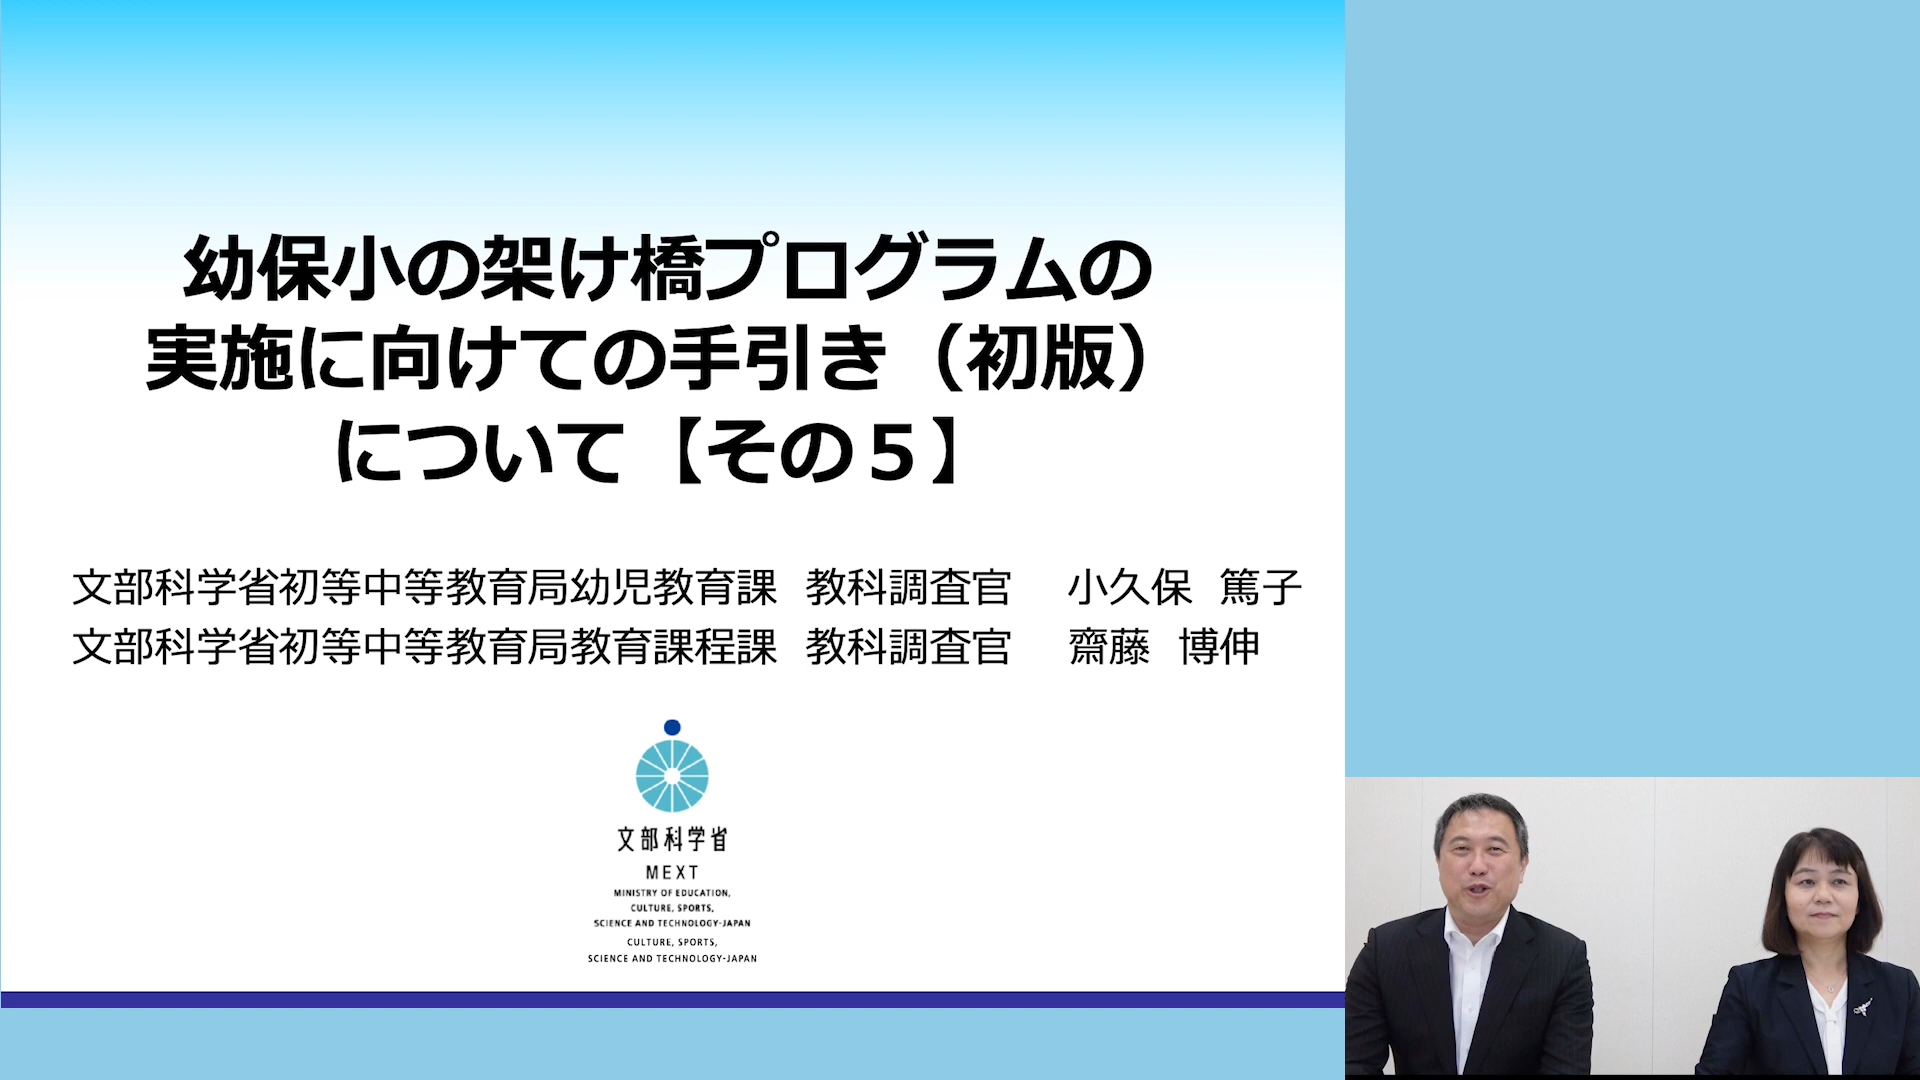 幼保小の架け橋プログラムの
実施に向けての手引き（初版）
について【その５】
文部科学省初等中等教育局幼児教育課 教科調査官 小久保 篤子
文部科学省初等中等教育局教育課程課 教科調査官 齋藤 博伸
文部科学省
MEXT
MINISTRY OF EDUCATION,
CULTURE, SPORTS,
SCIENCE AND TECHNOLOGY-JAPAN
CULTURE, SPORTS,
SCIENCE AND TECHNOLOGY-JAPAN